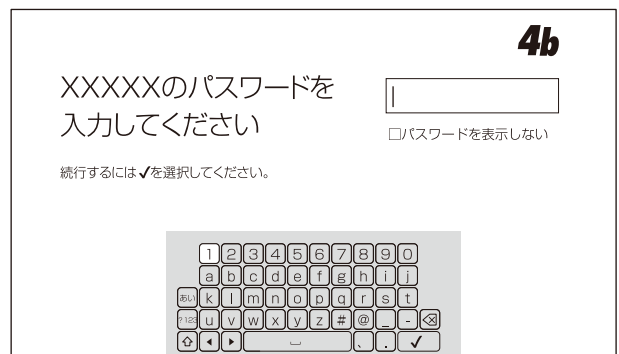 4b
XXXXXのパスワードを
入力してください
□パスワードを表示しない
続行するには✓を選択してください。
1 2 3 4 5 6 7 8 9 0
a b c d e f g h i j
あい k l m n o p q r s t
?123 u v w x y z # @ _ -
、 . ✓